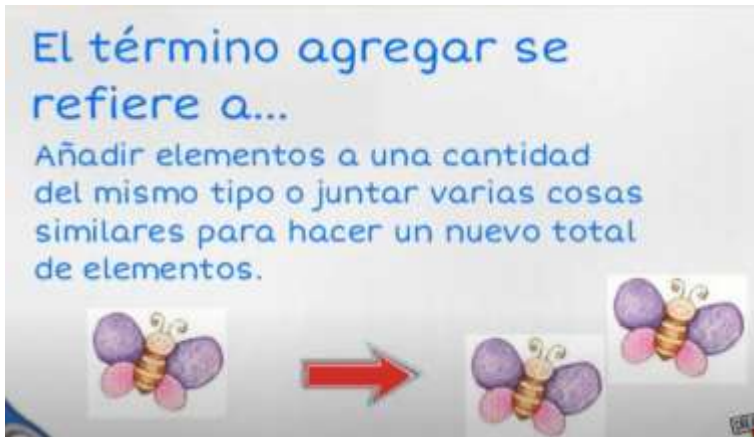 El término agregar se
refiere a...
Añadir elementos a una cantidad
del mismo tipo o juntar varias cosas
similares para hacer un nuevo total
de elementos.